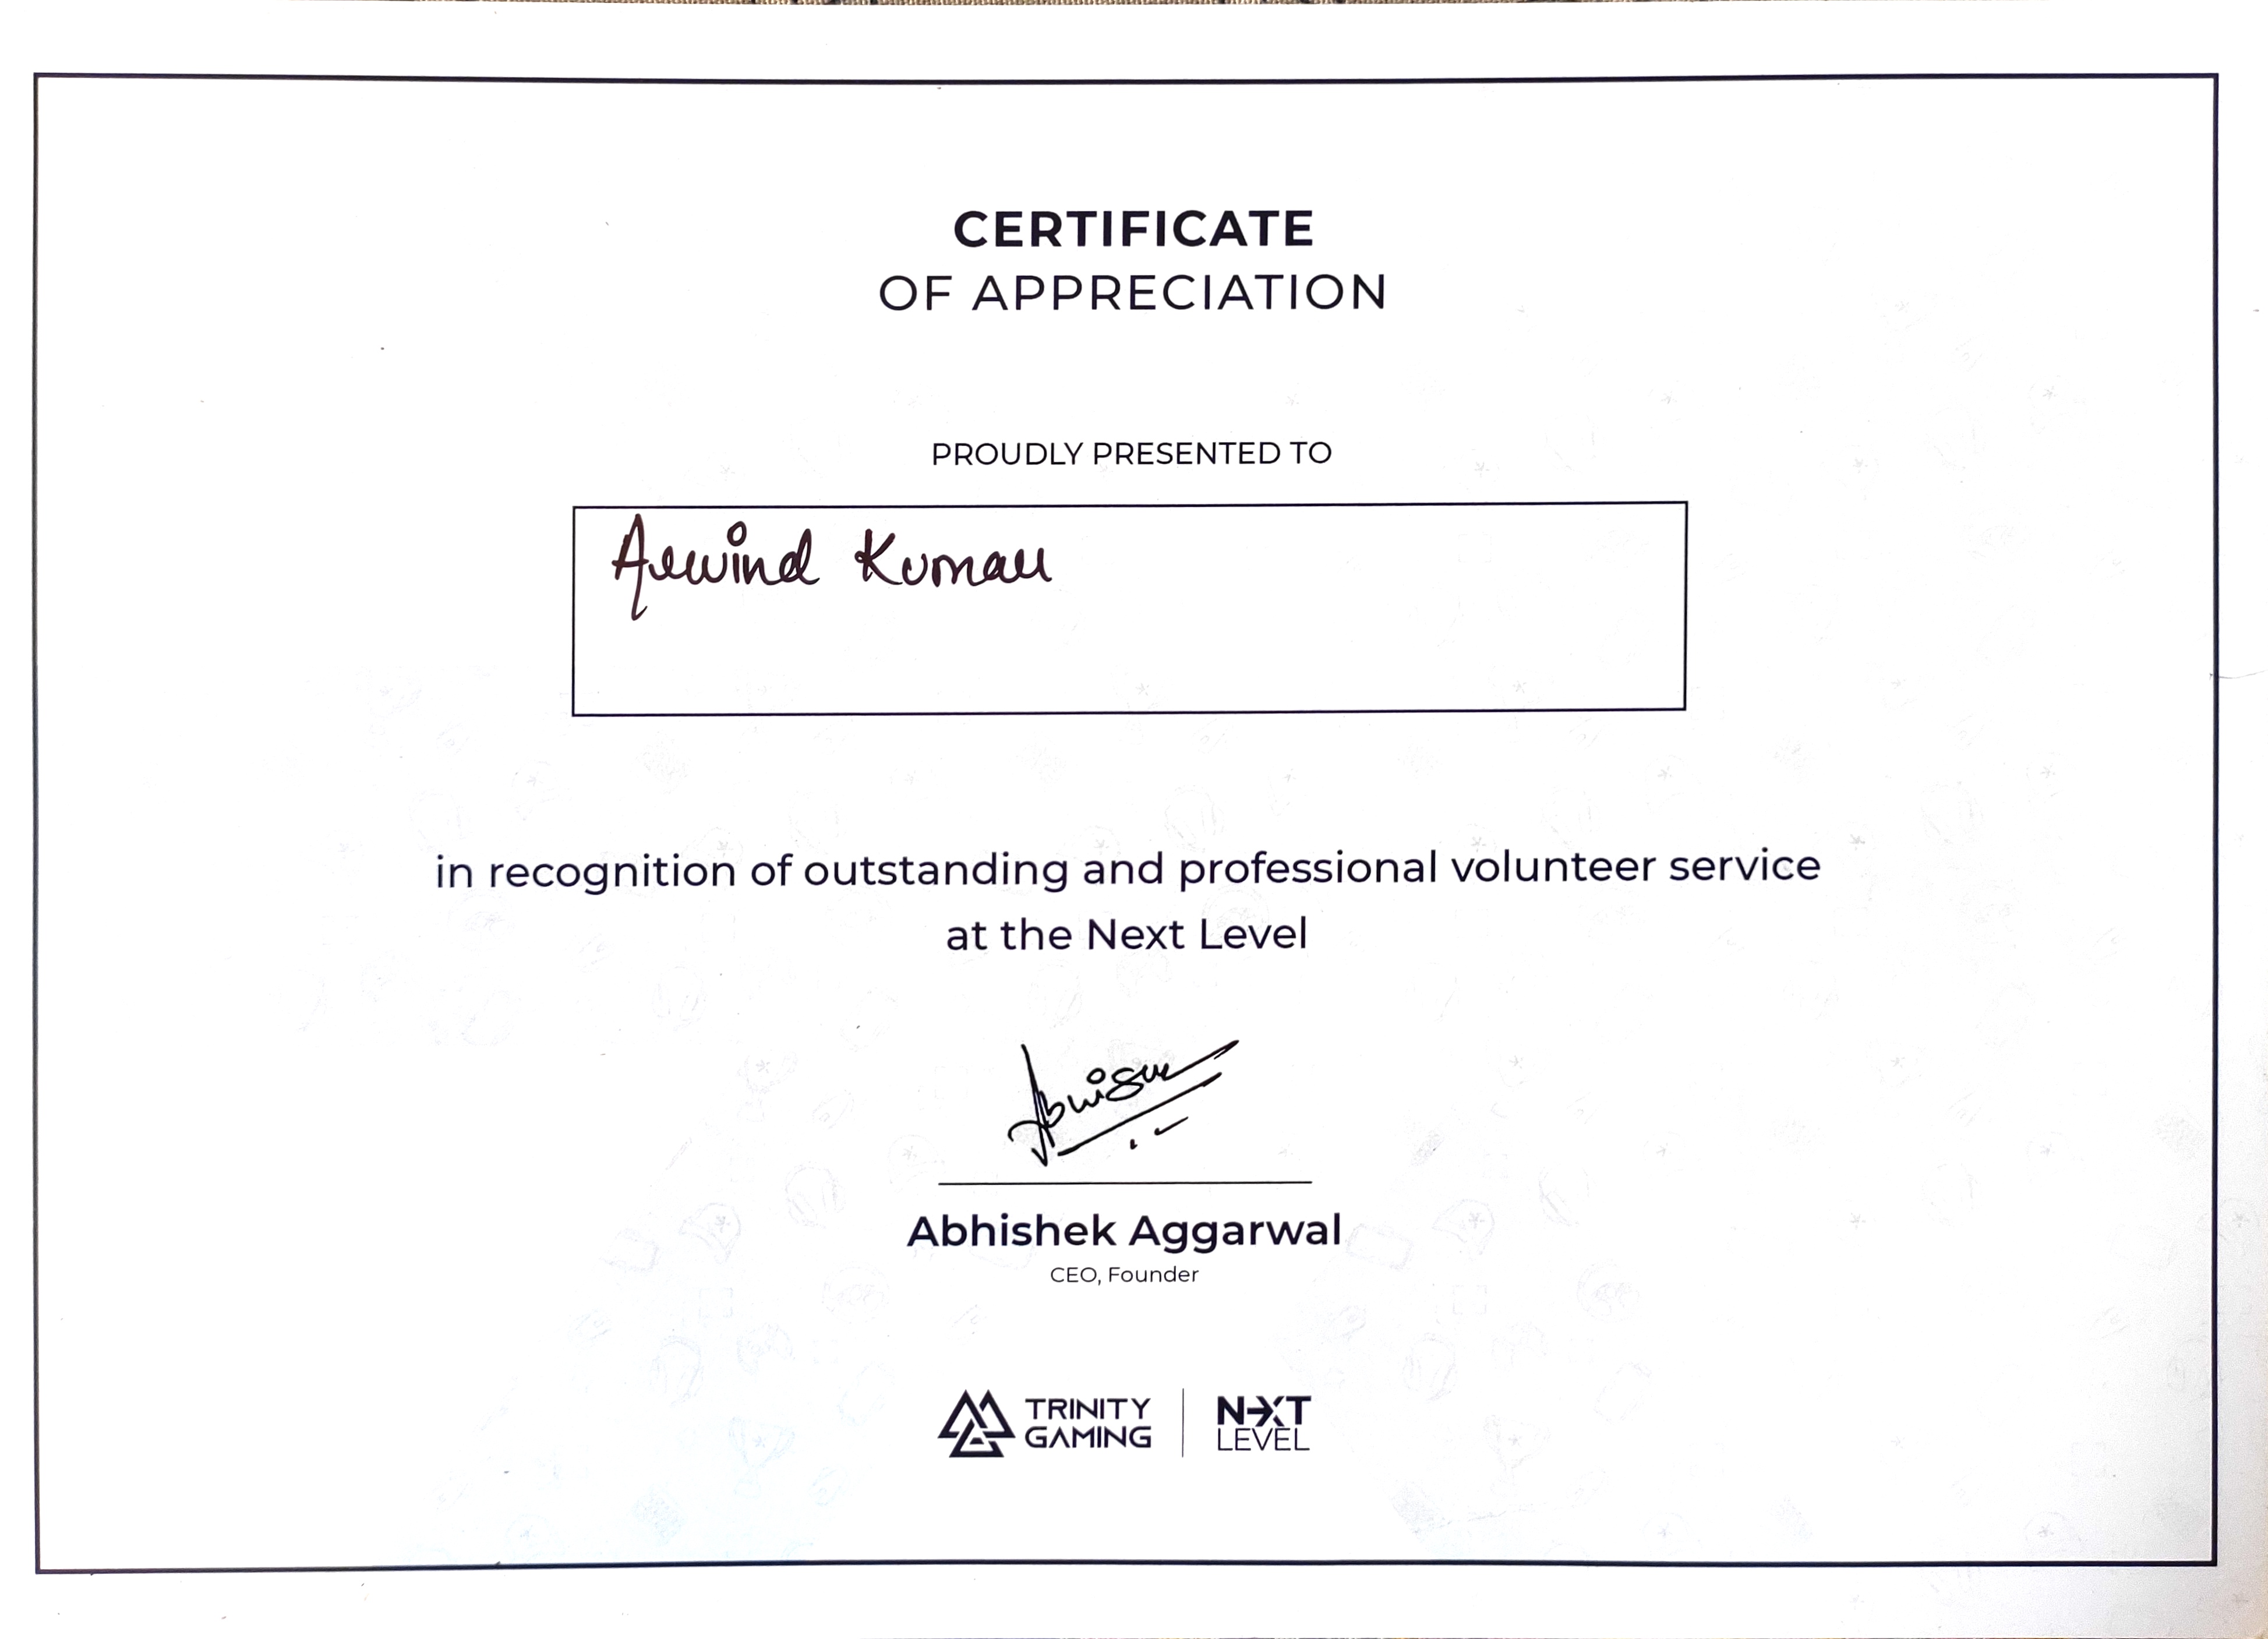 CERTIFICATE
OF APPRECIATION
PROUDLY PRESENTED TO
Arwind Kumar
in recognition of outstanding and professional volunteer service
at the Next Level
Abhishek Aggarwal
CEO, Founder
TRINITY
GAMING
NEXT
LEVEL